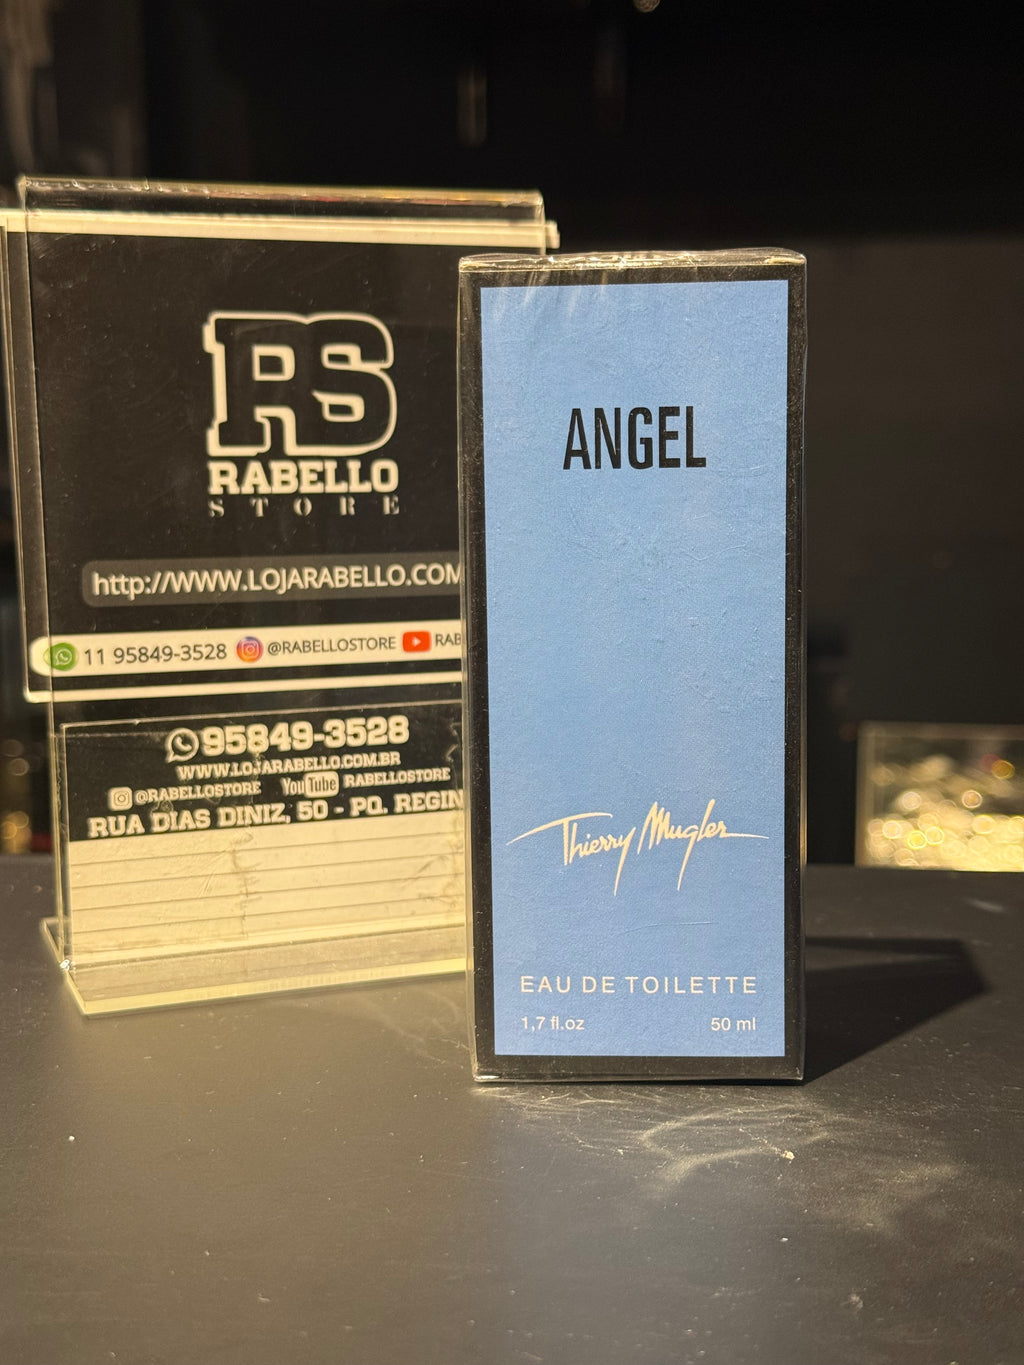 RS
RABELLO
STORE
http://WWW.LOJARABELLO.COM
11 95849-3528 @RABELLOSTORE RAB
95849-3528
WWW.LOJARABELLO.COM.BR
@RABELLOSTORE YouTube RABELLOSTORE
RUA DIAS DINIZ, 50 - PQ. REGIN
ANGEL
Thierry Mugler
EAU DE TOILETTE
1,7 fl.oz 50 ml